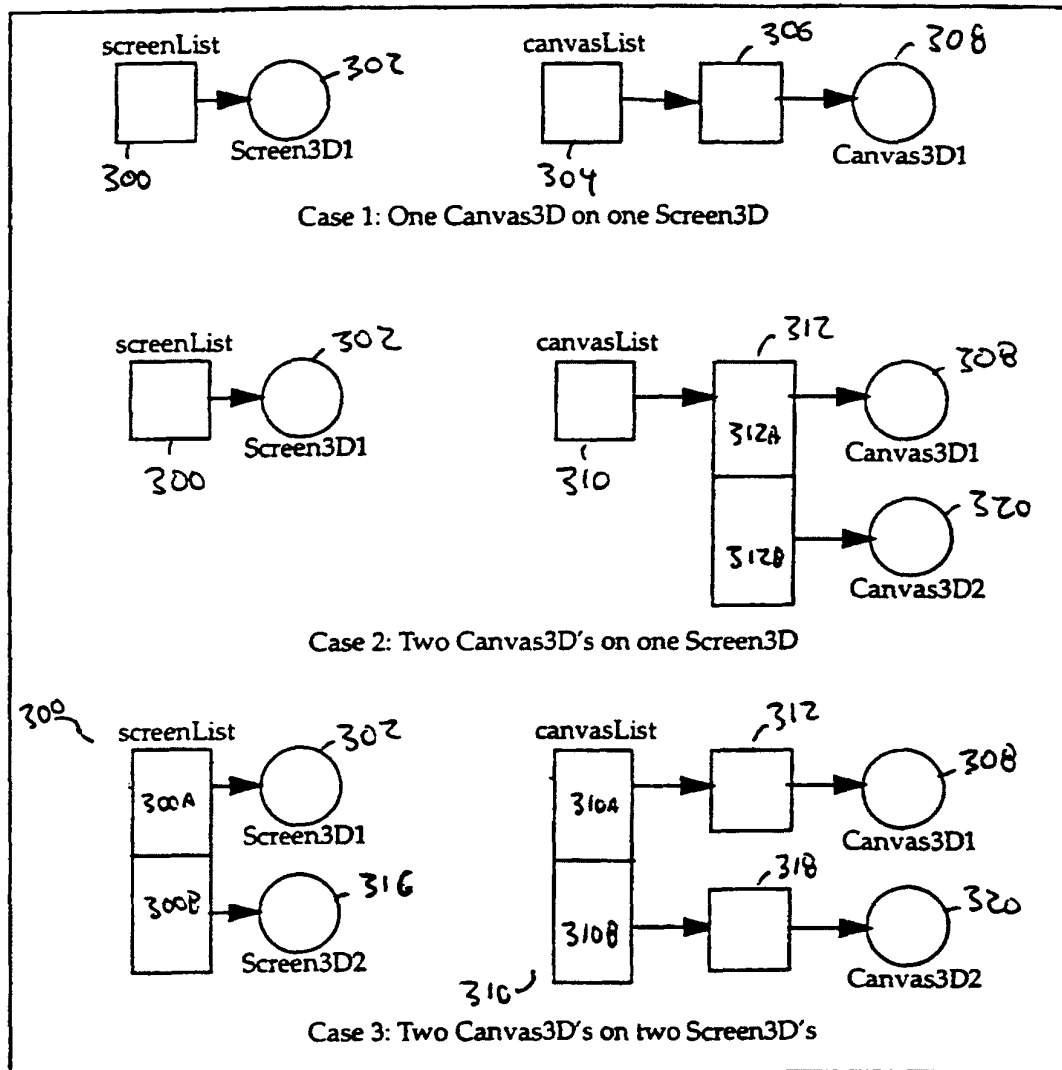 screenList
302
Screen3D1
300
canvasList
306
308
304
Canvas3D1
Case 1: One Canvas3D on one Screen3D
screenList
302
Screen3D1
300
canvasList
312
308
310
312A
Canvas3D1
320
312B
Canvas3D2
Case 2: Two Canvas3D's on one Screen3D
300
screenList
302
300A
Screen3D1
300B
316
Screen3D2
canvasList
312
308
310A
Canvas3D1
318
320
310B
310
Canvas3D2
Case 3: Two Canvas3D's on two Screen3D's